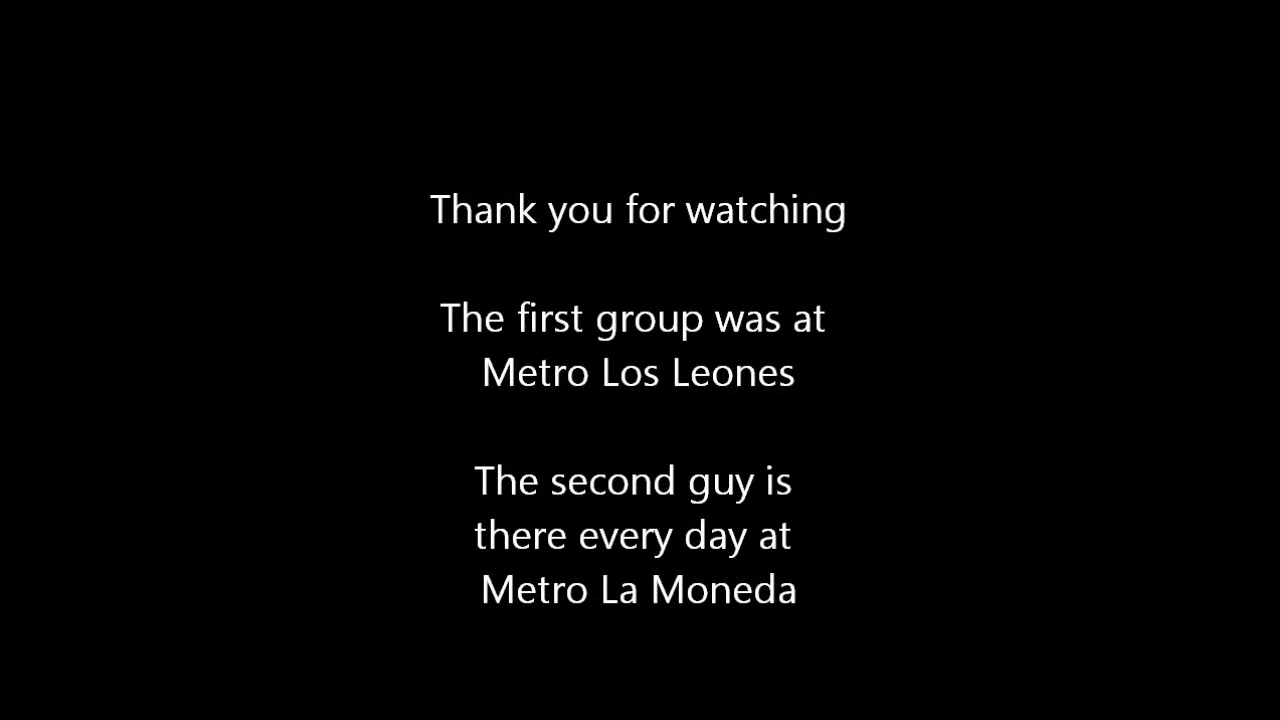 Thank you for watching
The first group was at
Metro Los Leones
The second guy is
there every day at
Metro La Moneda